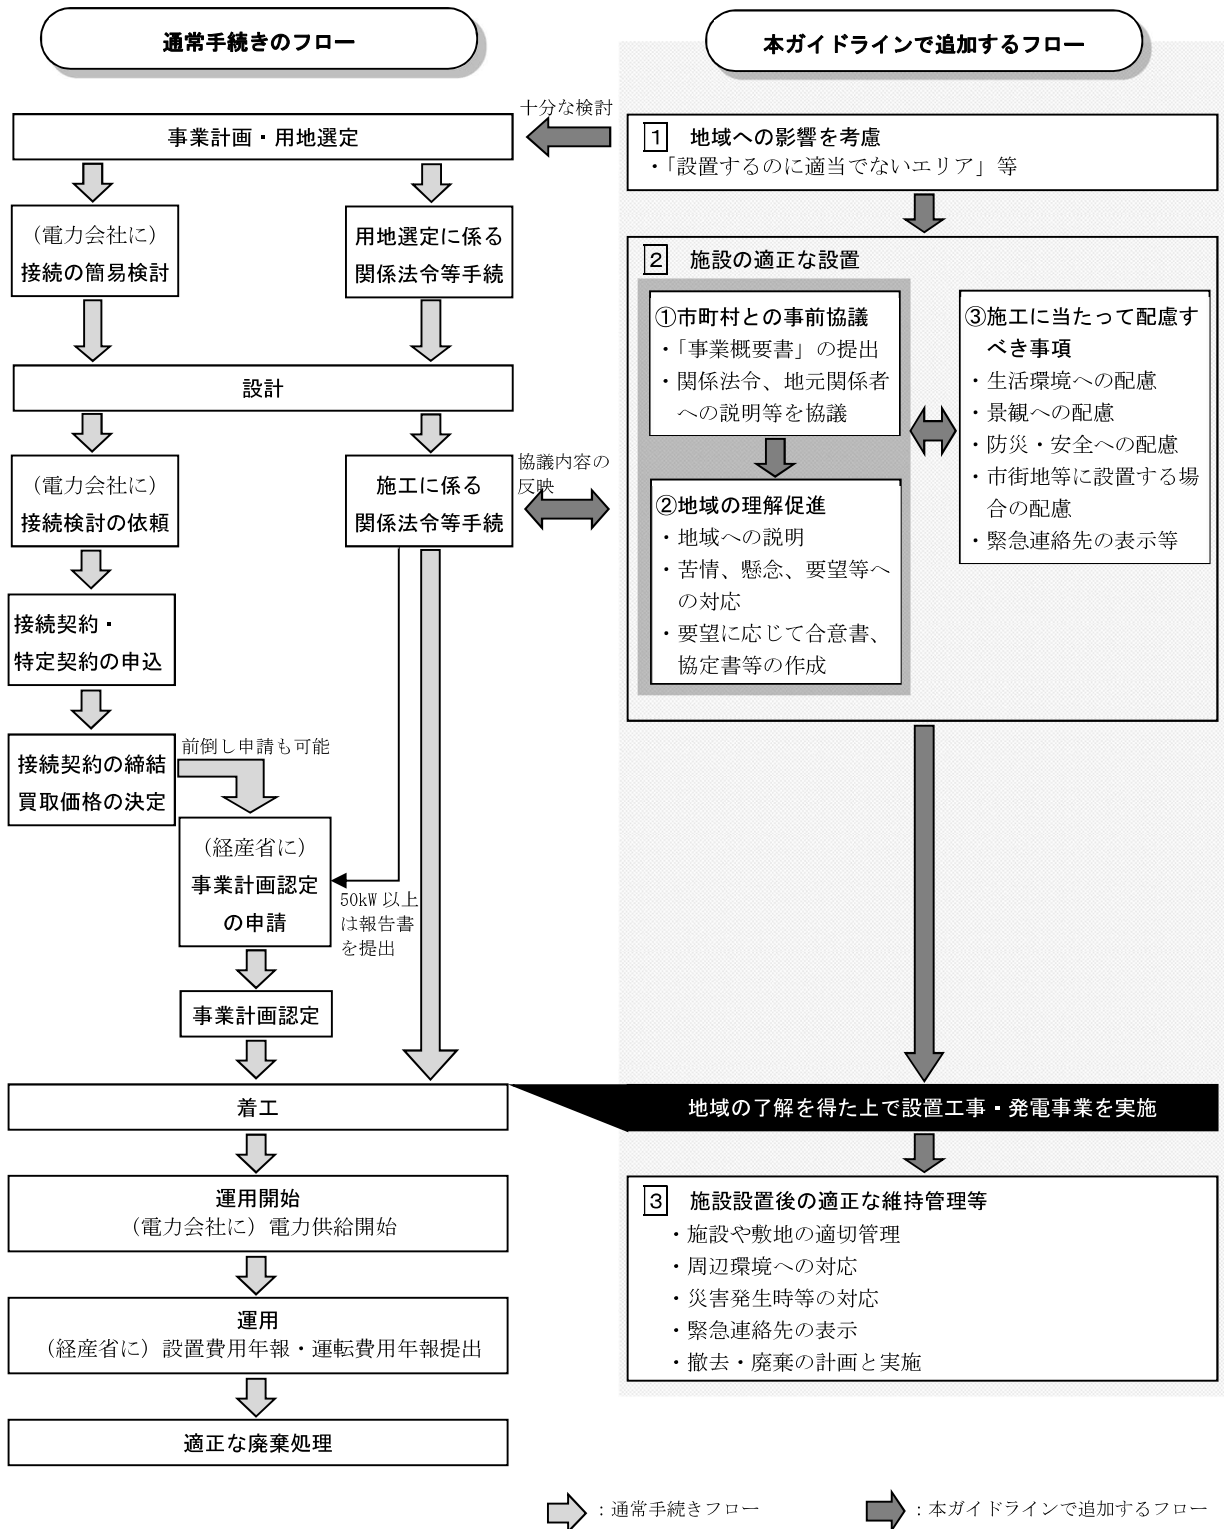 通常手続きのフロー
事業計画・用地選定
（電力会社に）
接続の簡易検討
用地選定に係る
関係法令等手続
設計
（電力会社に）
接続検討の依頼
施工に係る
関係法令等手続
接続契約・
特定契約の申込
接続契約の締結
買取価格の決定
前倒し申請も可能
（経産省に）
事業計画認定
の申請
50kW 以上
は報告書
を提出
事業計画認定
着工
運用開始
（電力会社に）電力供給開始
運用
（経産省に）設置費用年報・運転費用年報提出
適正な廃棄処理
本ガイドラインで追加するフロー
十分な検討
1 地域への影響を考慮
・「設置するのに適当でないエリア」等
2 施設の適正な設置
①市町村との事前協議
・「事業概要書」の提出
・関係法令、地元関係者
への説明等を協議
②地域の理解促進
・地域への説明
・苦情、懸念、要望等へ
の対応
・要望に応じて合意書、
協定書等の作成
③施工に当たって配慮す
べき事項
・生活環境への配慮
・景観への配慮
・防災・安全への配慮
・市街地等に設置する場
合の配慮
・緊急連絡先の表示等
協議内容の
反映
地域の了解を得た上で設置工事・発電事業を実施
3 施設設置後の適正な維持管理等
・施設や敷地の適切管理
・周辺環境への対応
・災害発生時等の対応
・緊急連絡先の表示
・撤去・廃棄の計画と実施
：通常手続きフロー
：本ガイドラインで追加するフロー